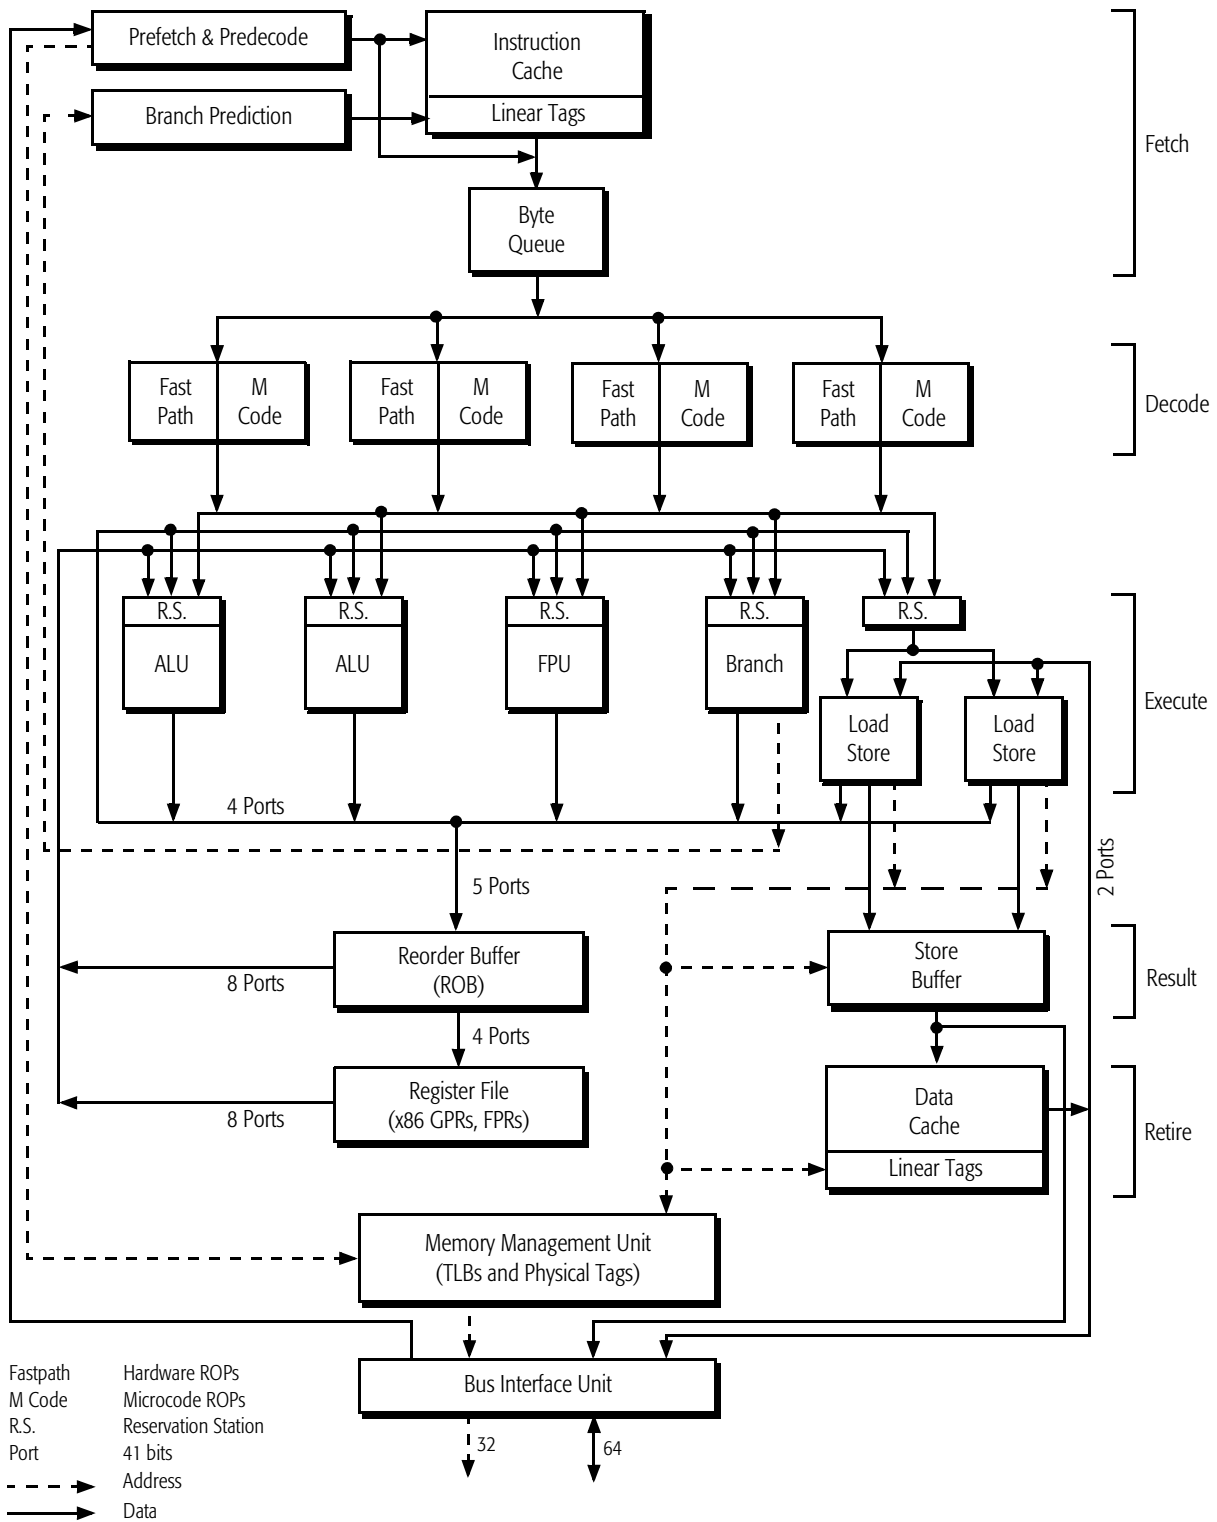 Prefetch & Predecode
Instruction
Cache
Linear Tags
Branch Prediction
Fetch
Byte
Queue
Fast
Path
M
Code
Fast
Path
M
Code
Fast
Path
M
Code
Fast
Path
M
Code
Decode
R.S.
ALU
R.S.
ALU
R.S.
FPU
R.S.
Branch
R.S.
Load
Store
Load
Store
Execute
4 Ports
5 Ports
2 Ports
Reorder Buffer
(ROB)
8 Ports
Store
Buffer
Result
4 Ports
Register File
(x86 GPRs, FPRs)
8 Ports
Data
Cache
Linear Tags
Retire
Memory Management Unit
(TLBs and Physical Tags)
Bus Interface Unit
32
64
Fastpath Hardware ROPs
M Code Microcode ROPs
R.S. Reservation Station
Port 41 bits
Address
Data